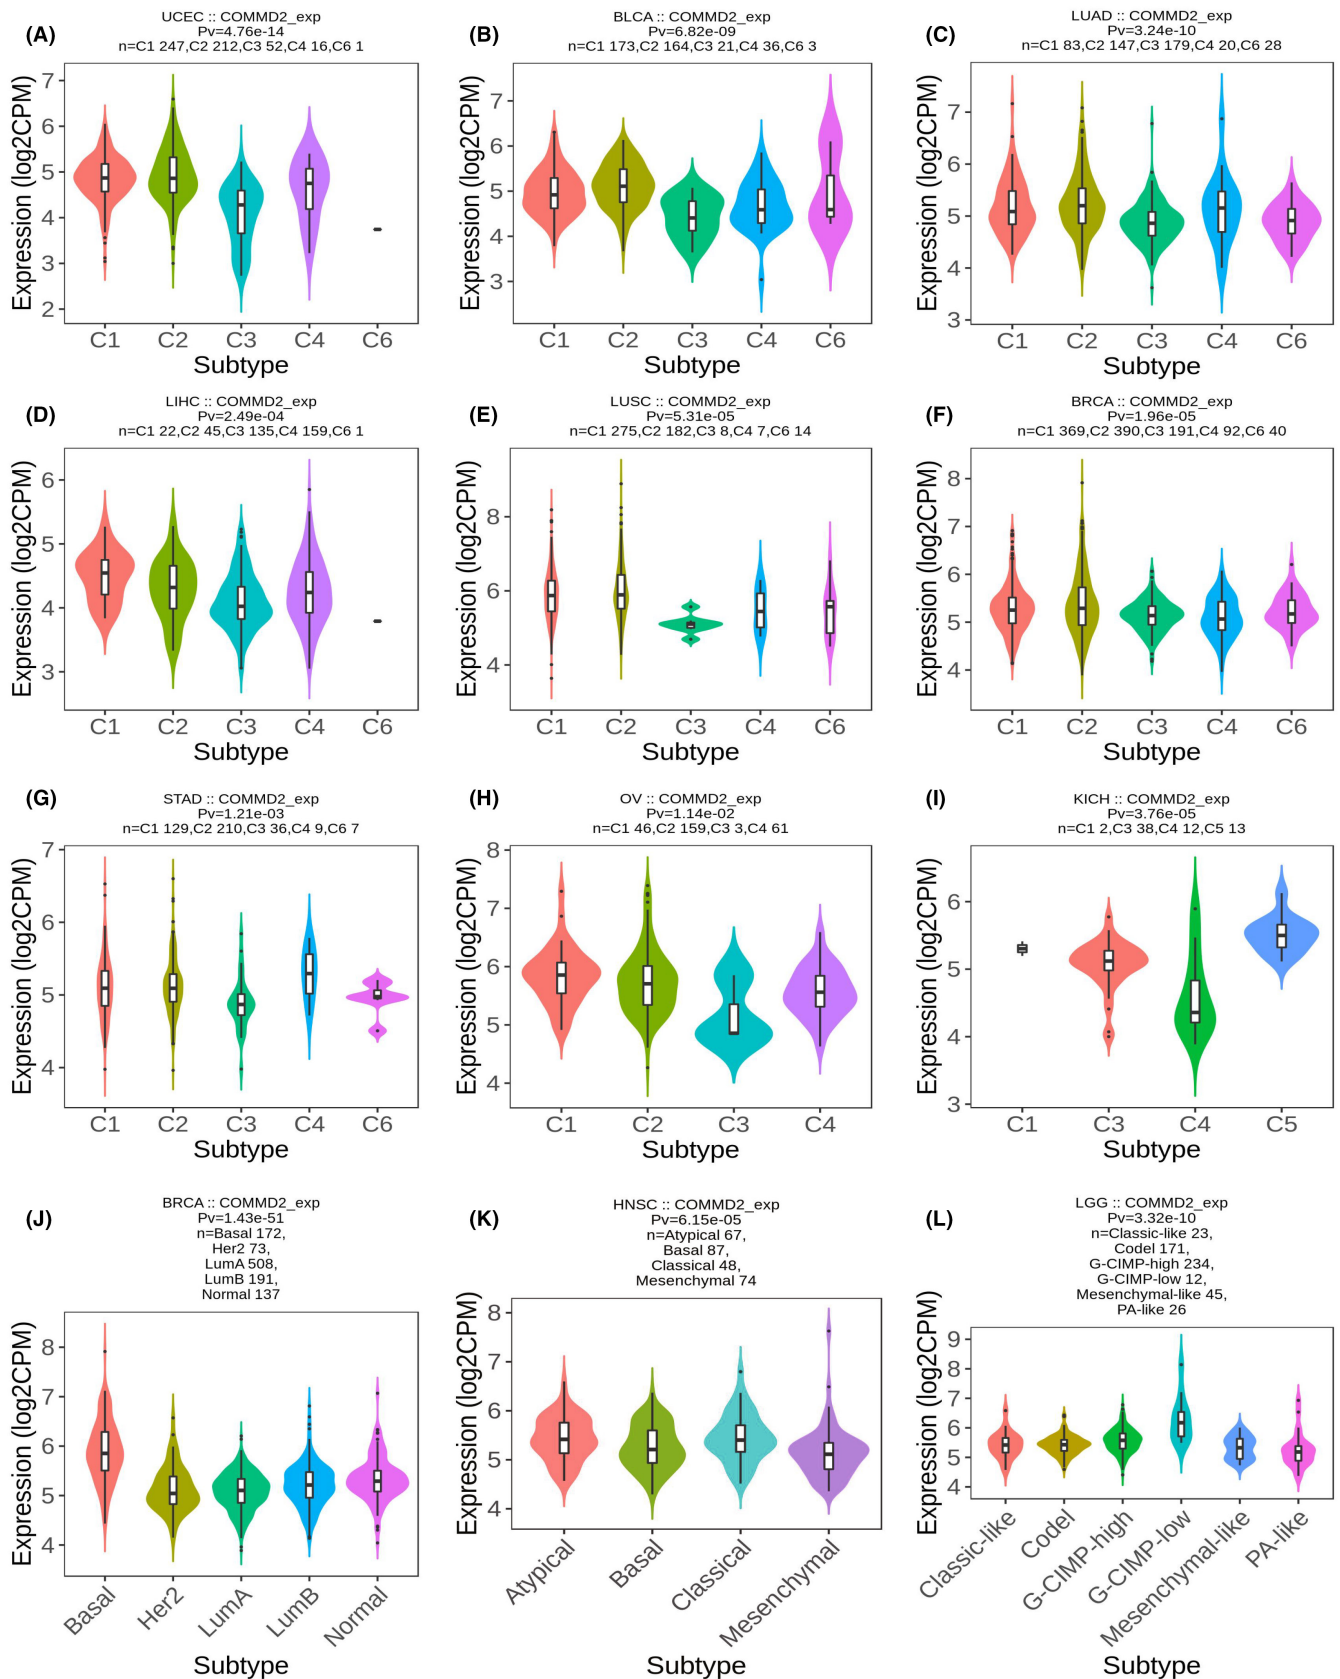 (A)
UCEC :: COMMD2_exp
Pv=4.76e-14
n=C1 247,C2 212,C3 52,C4 16,C6 1
Expression (log2CPM)
7
6
5
4
3
2
C1 C2 C3 C4 C6
Subtype
(B)
BLCA :: COMMD2_exp
Pv=6.82e-09
n=C1 173,C2 164,C3 21,C4 36,C6 3
Expression (log2CPM)
7
6
5
4
3
C1 C2 C3 C4 C6
Subtype
(C)
LUAD :: COMMD2_exp
Pv=3.24e-10
n=C1 83,C2 147,C3 179,C4 20,C6 28
Expression (log2CPM)
7
6
5
4
3
C1 C2 C3 C4 C6
Subtype
(D)
LIHC :: COMMD2_exp
Pv=2.49e-04
n=C1 22,C2 45,C3 135,C4 159,C6 1
Expression (log2CPM)
6
5
4
3
C1 C2 C3 C4 C6
Subtype
(E)
LUSC :: COMMD2_exp
Pv=5.31e-05
n=C1 275,C2 182,C3 8,C4 7,C6 14
Expression (log2CPM)
8
6
4
C1 C2 C3 C4 C6
Subtype
(F)
BRCA :: COMMD2_exp
Pv=1.96e-05
n=C1 369,C2 390,C3 191,C4 92,C6 40
Expression (log2CPM)
8
7
6
5
4
C1 C2 C3 C4 C6
Subtype
(G)
STAD :: COMMD2_exp
Pv=1.21e-03
n=C1 129,C2 210,C3 36,C4 9,C6 7
Expression (log2CPM)
7
6
5
4
C1 C2 C3 C4 C6
Subtype
(H)
OV :: COMMD2_exp
Pv=1.14e-02
n=C1 46,C2 159,C3 3,C4 61
Expression (log2CPM)
8
7
6
5
4
C1 C2 C3 C4
Subtype
(I)
KICH :: COMMD2_exp
Pv=3.76e-05
n=C1 2,C3 38,C4 12,C5 13
Expression (log2CPM)
6
5
4
3
C1 C3 C4 C5
Subtype
(J)
BRCA :: COMMD2_exp
Pv=1.43e-51
n=Basal 172,
Her2 73,
LumA 508,
LumB 191,
Normal 137
Expression (log2CPM)
8
7
6
5
4
Basal Her2 LumA LumB Normal
Subtype
(K)
HNSC :: COMMD2_exp
Pv=6.15e-05
n=Atypical 67,
Basal 87,
Classical 48,
Mesenchymal 74
Expression (log2CPM)
8
7
6
5
4
Atypical Basal Classical Mesenchymal
Subtype
(L)
LGG :: COMMD2_exp
Pv=3.32e-10
n=Classic-like 23,
Codel 171,
G-CIMP-high 234,
G-CIMP-low 12,
Mesenchymal-like 45,
PA-like 26
Expression (log2CPM)
9
8
7
6
5
4
Classic-like Codel G-CIMP-high G-CIMP-low Mesenchymal-like PA-like
Subtype